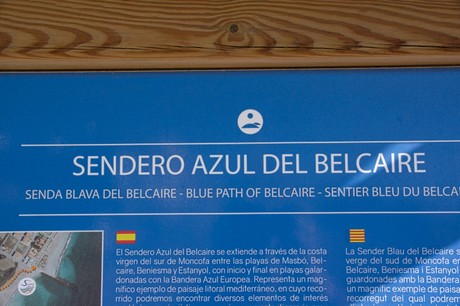 SENDERO AZUL DEL BELCAIRE
SENDA BLAVA DEL BELCAIRE - BLUE PATH OF BELCAIRE - SENTIER BLEU DU BELCA
El Sendero Azul del Belcaire se extiende a través de la costa
virgen del sur de Moncofa entre las playas de Masbó, Bel-
caire, Beniesma y Estanyol, con inicio y final en playas galar-
donadas con la Bandera Azul Europea. Representa un mag-
nífico ejemplo de paisaje litoral mediterráneo, en cuyo reco-
rrido podremos encontrar diversos elementos de interés
La Sender Blau del Belcaire s
verge del sud de Moncofa en
Belcaire, Beniesma i Estanyol
guardonades amb la Bandera
un magnífic exemple de paisa
recorregut del qual podrem